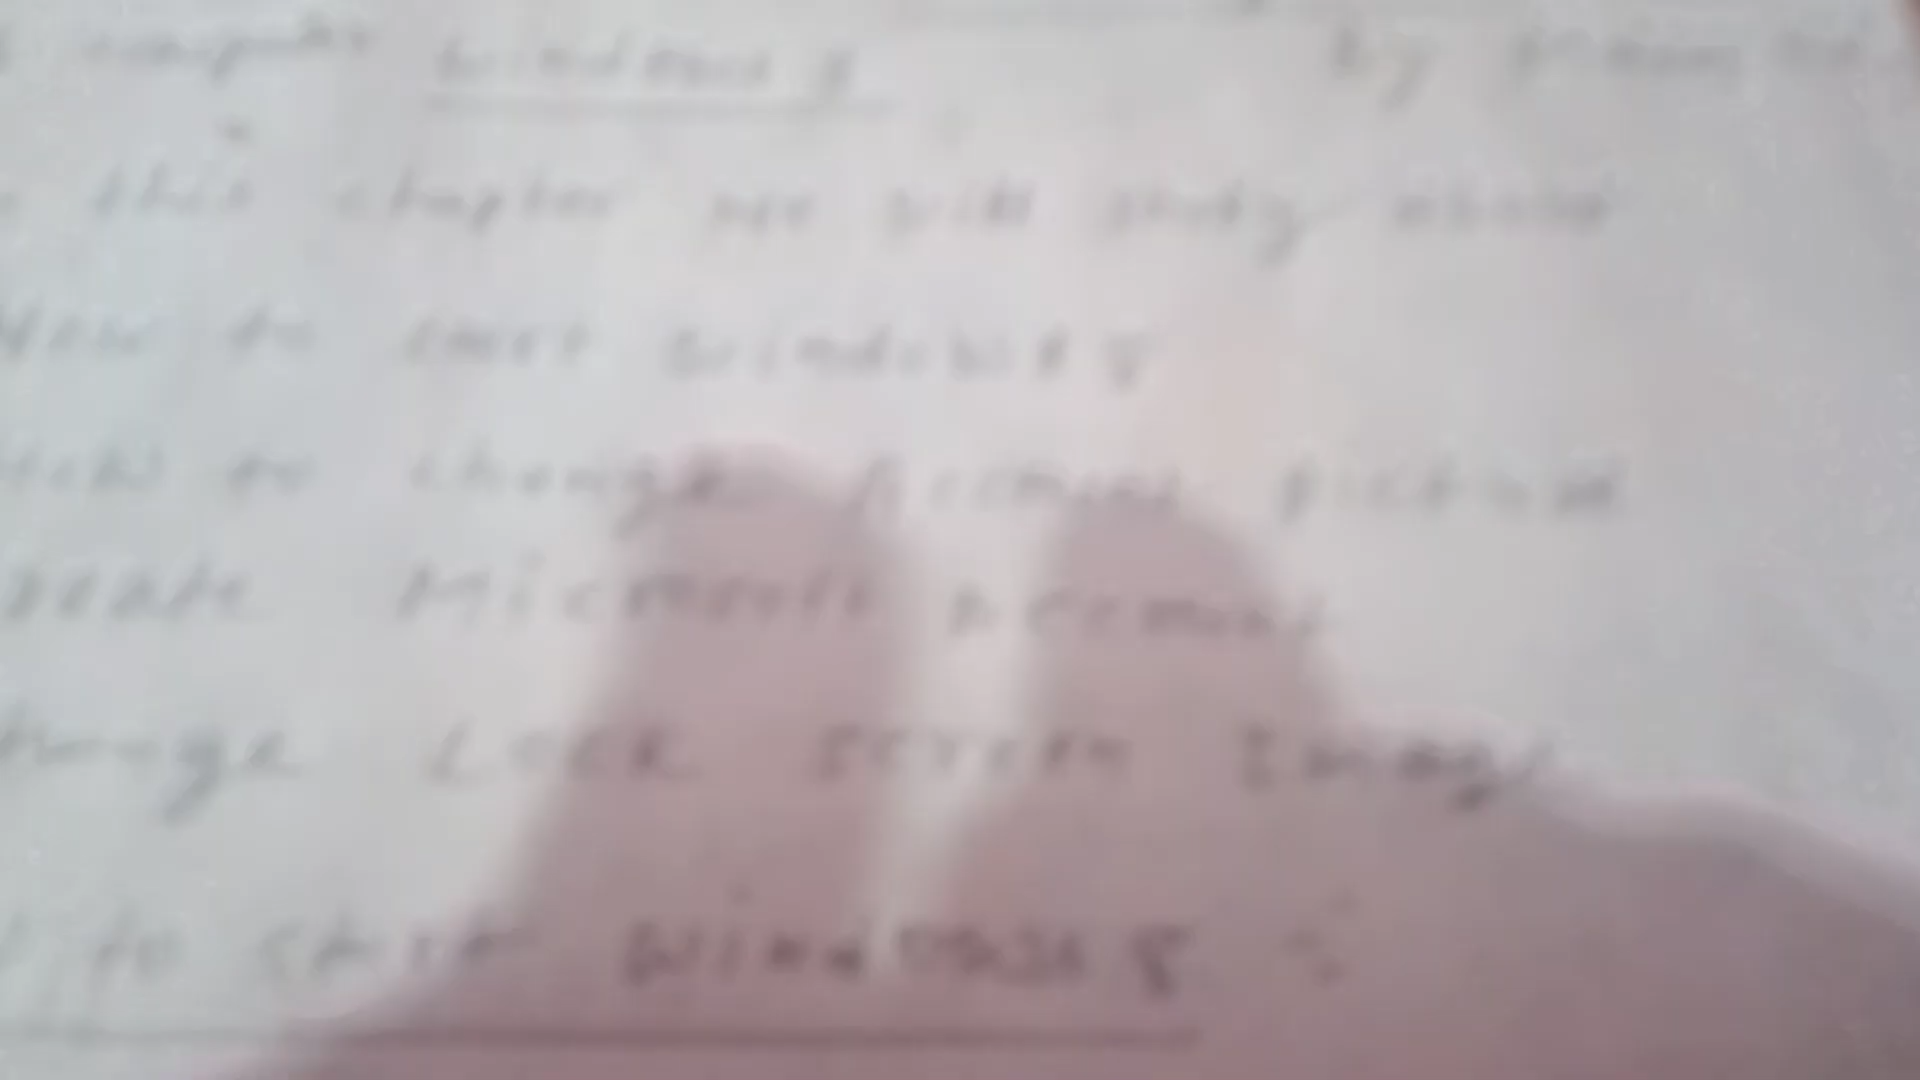 computer Windows 8 by
this chapter we will study about
How to start Windows 8
How to change Account picture
create Microsoft Account
change Lock Screen Image
to start Windows 8 :